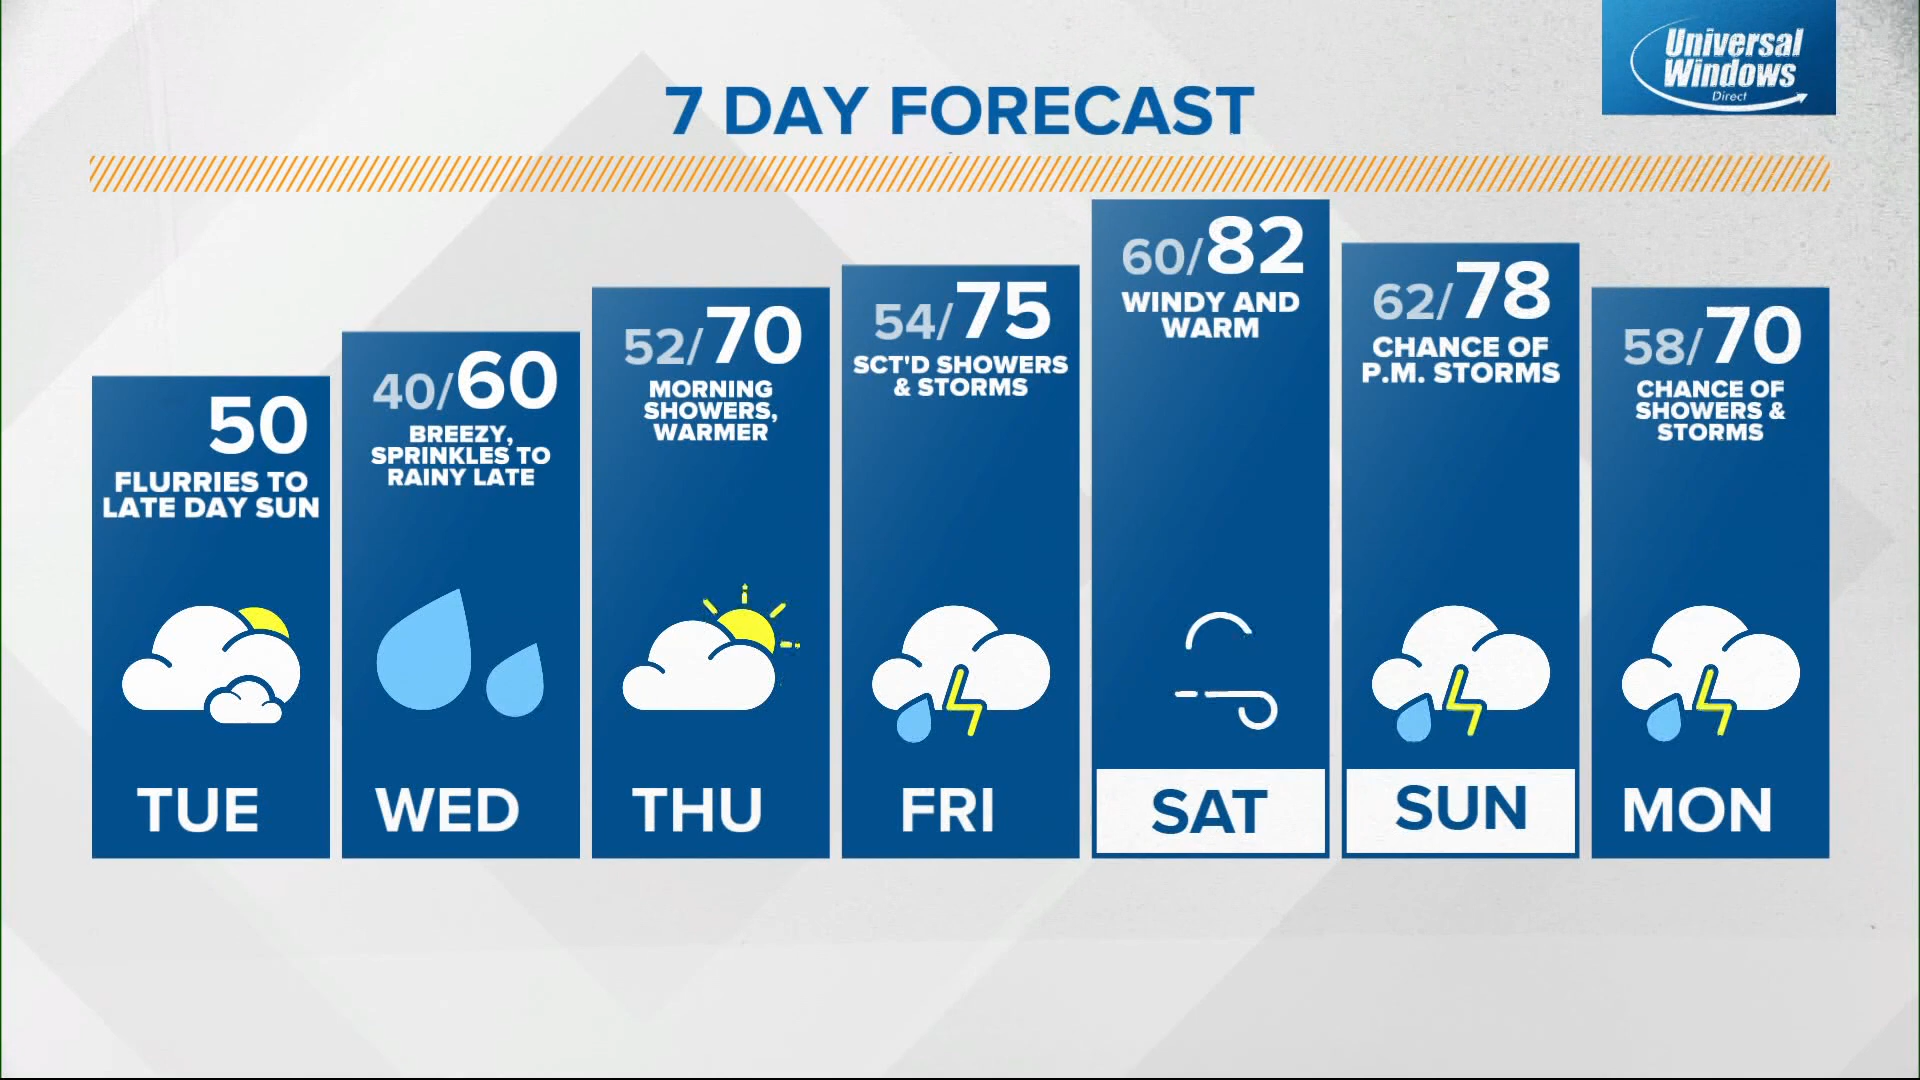 Universal
Windows
Direct
7 DAY FORECAST
50
FLURRIES TO
LATE DAY SUN
TUE
40/60
BREEZY,
SPRINKLES TO
RAINY LATE
WED
52/70
MORNING
SHOWERS,
WARMER
THU
54/75
SCT'D SHOWERS
& STORMS
FRI
60/82
WINDY AND
WARM
SAT
62/78
CHANCE OF
P.M. STORMS
SUN
58/70
CHANCE OF
SHOWERS &
STORMS
MON